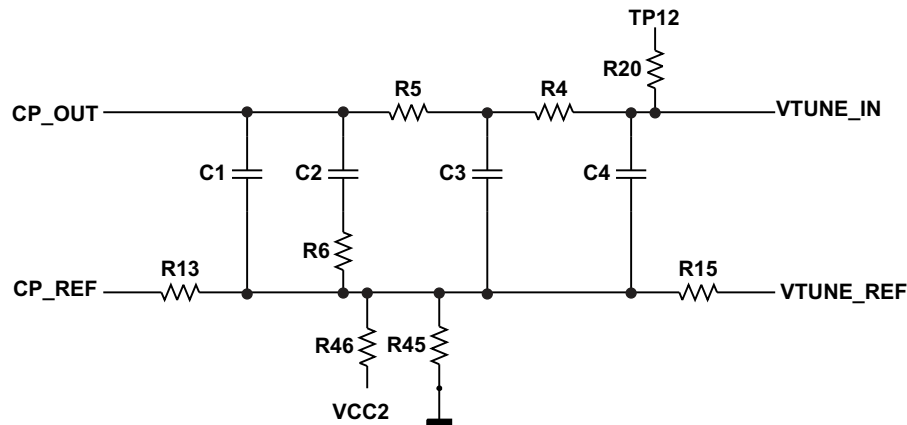 TP12
R20
R5
R4
CP_OUT
VTUNE_IN
C1
C2
C3
C4
R6
R13
R15
CP_REF
VTUNE_REF
R46
R45
VCC2